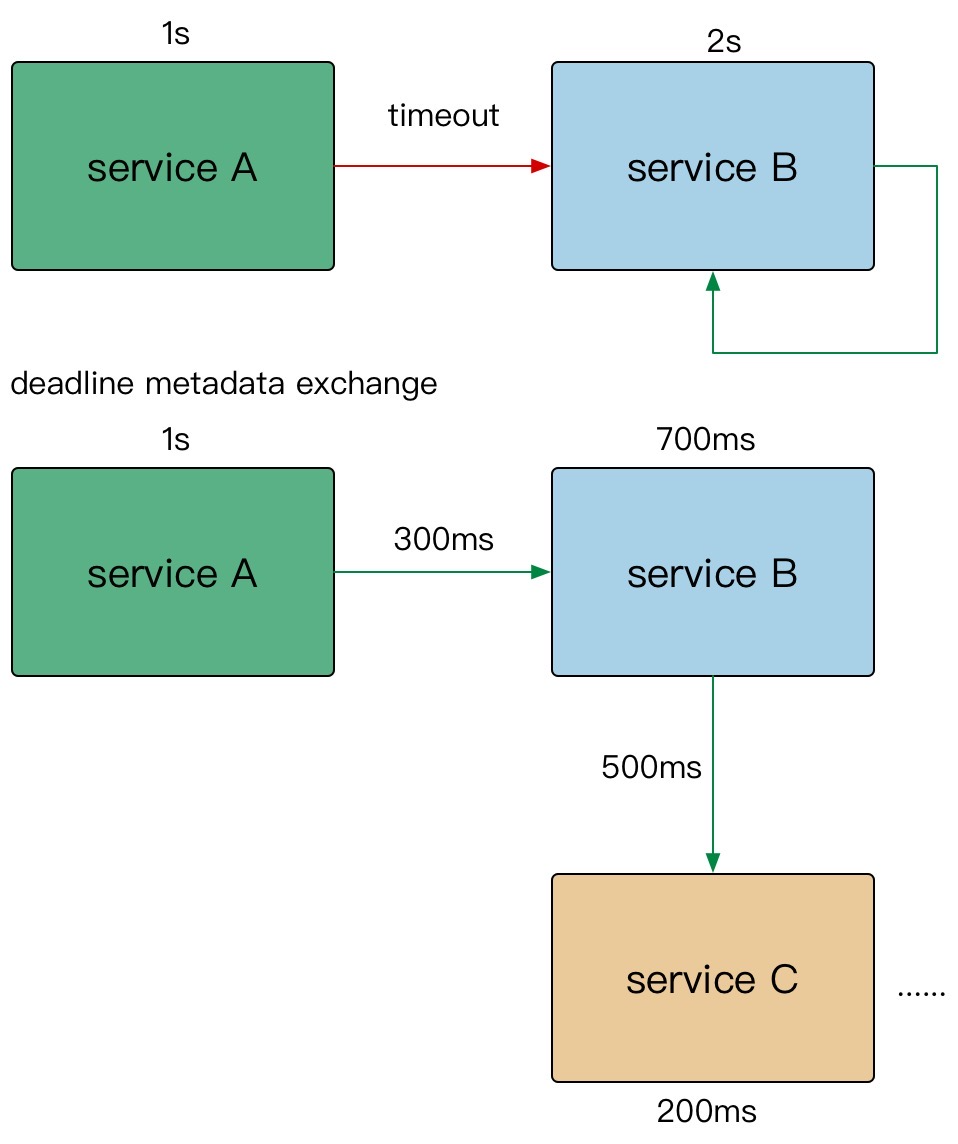 1s
2s
service A
timeout
service B
deadline metadata exchange
1s
700ms
service A
300ms
service B
500ms
service C
......
200ms